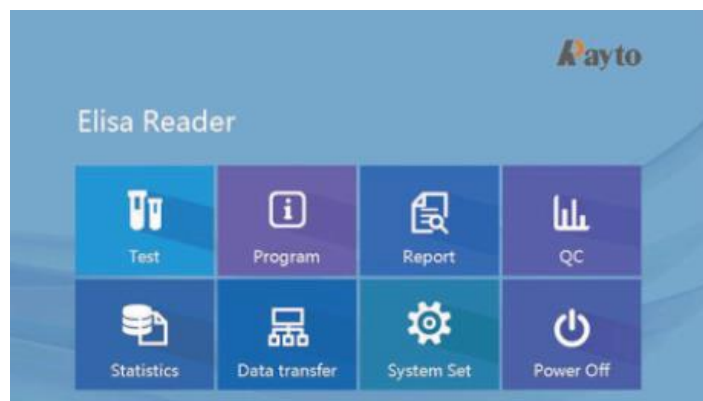 Rayto
Elisa Reader
Test
Program
Report
QC
Statistics
Data transfer
System Set
Power Off